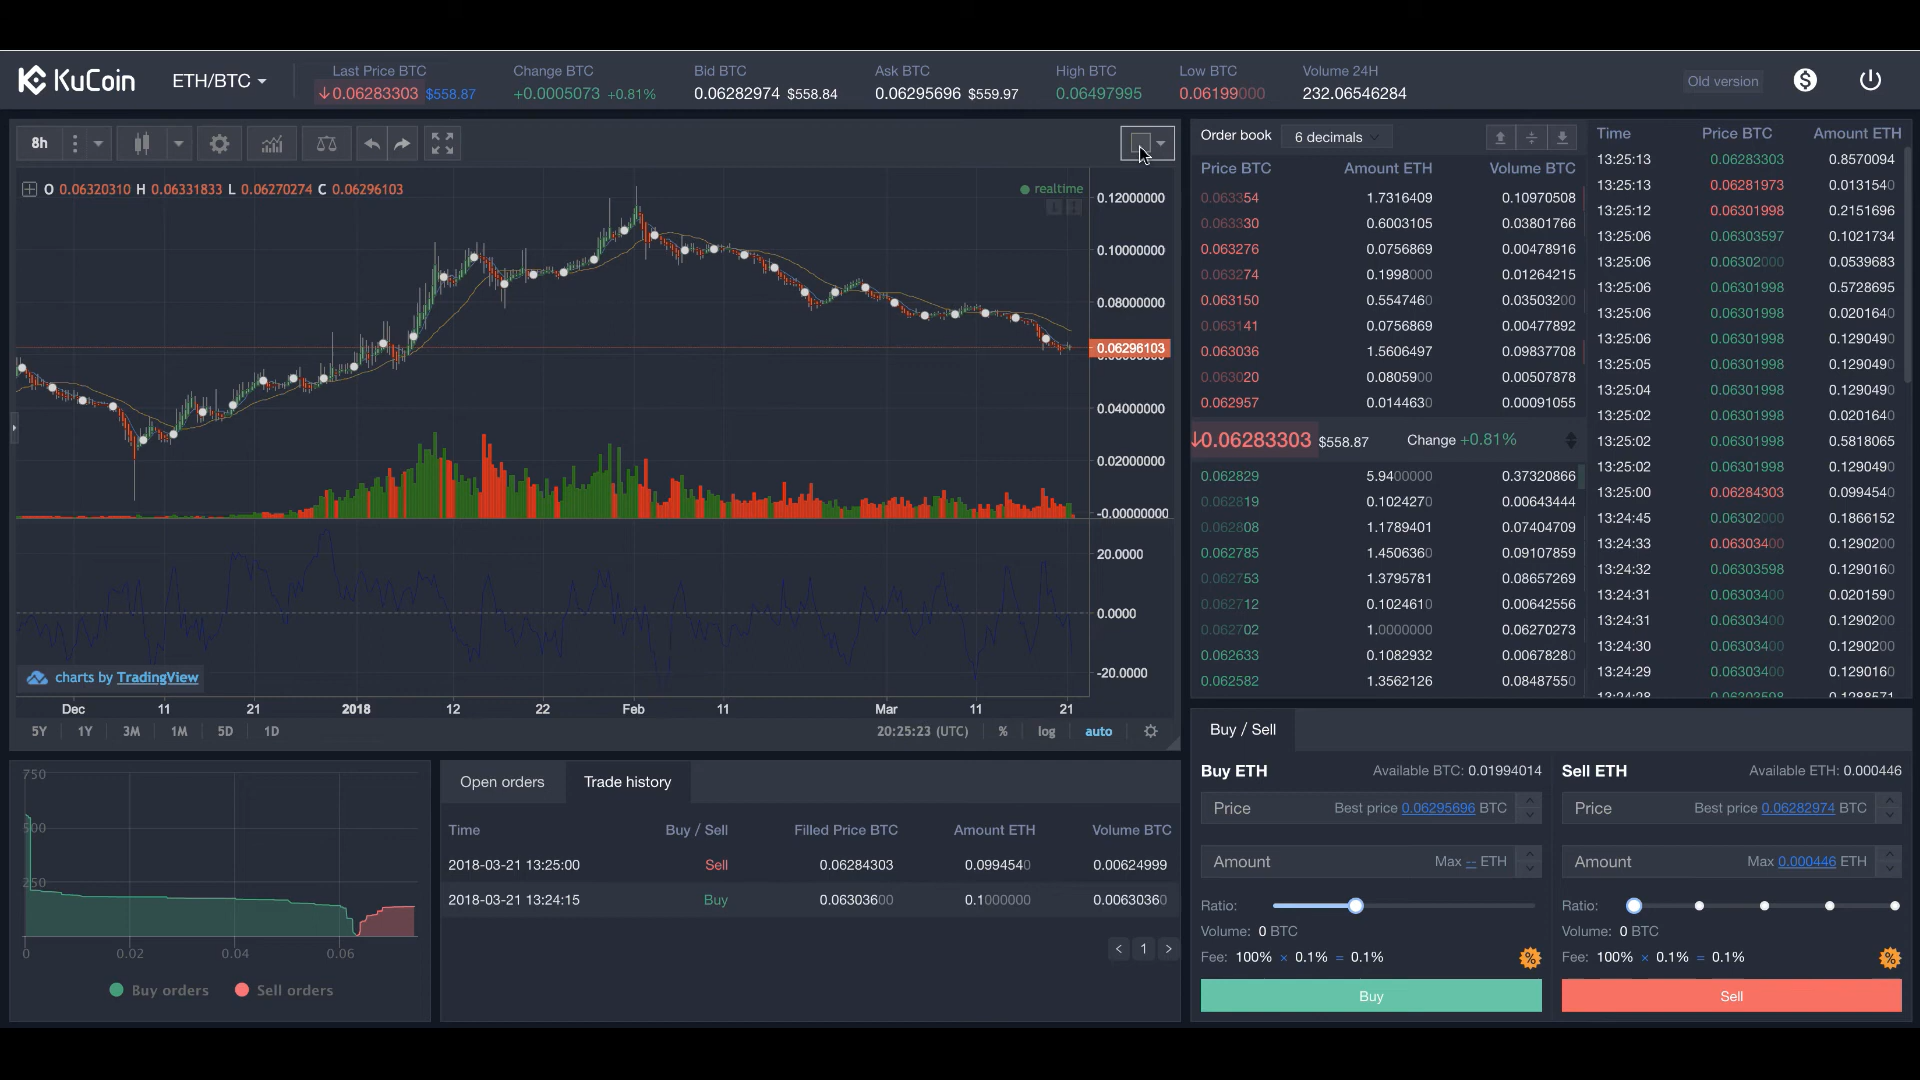 KuCoin ETH/BTC
Last Price BTC Change BTC Bid BTC Ask BTC High BTC Low BTC Volume 24H
↓0.06283303 $558.87 +0.0005073 +0.81% 0.06282974 $558.84 0.06295696 $559.97 0.06497995 0.06199000 232.06546284
Old version
8h
O 0.06320310 H 0.06331833 L 0.06270274 C 0.06296103
realtime
0.12000000
0.10000000
0.08000000
0.06296103
0.04000000
0.02000000
-0.00000000
20.0000
0.0000
-20.0000
charts by TradingView
Dec 11 21 2018 12 22 Feb 11 Mar 11 21
5Y 1Y 3M 1M 5D 1D 20:25:23 (UTC) % log auto
Order book 6 decimals
Price BTC Amount ETH Volume BTC
0.063354 1.7316409 0.10970508
0.063330 0.6003105 0.03801766
0.063276 0.0756869 0.00478916
0.063274 0.1998000 0.01264215
0.063150 0.5547460 0.03503200
0.063141 0.0756869 0.00477892
0.063036 1.5606497 0.09837708
0.063020 0.0805900 0.00507878
0.062957 0.0144630 0.00091055
↓0.06283303 $558.87 Change +0.81%
0.062829 5.9400000 0.37320866
0.062819 0.1024270 0.00643444
0.062808 1.1789401 0.07404709
0.062785 1.4506360 0.09107859
0.062753 1.3795781 0.08657269
0.062712 0.1024610 0.00642556
0.062702 1.0000000 0.06270273
0.062633 0.1082932 0.00678280
0.062582 1.3562126 0.08487550
Time Price BTC Amount ETH
13:25:13 0.06283303 0.8570094
13:25:13 0.06281973 0.0131540
13:25:12 0.06301998 0.2151696
13:25:06 0.06303597 0.1021734
13:25:06 0.06302000 0.0539683
13:25:06 0.06301998 0.5728695
13:25:06 0.06301998 0.0201640
13:25:06 0.06301998 0.1290490
13:25:05 0.06301998 0.1290490
13:25:04 0.06301998 0.1290490
13:25:02 0.06301998 0.0201640
13:25:02 0.06301998 0.5818065
13:25:02 0.06301998 0.1290490
13:25:00 0.06284303 0.0994540
13:24:45 0.06302000 0.1866152
13:24:33 0.06303400 0.1290200
13:24:32 0.06303598 0.1290160
13:24:31 0.06303400 0.0201590
13:24:31 0.06303400 0.1290200
13:24:30 0.06303400 0.1290200
13:24:29 0.06303400 0.1290160
13:24:28 0.06303598 0.1288571
750
500
250
0 0.02 0.04 0.06
Buy orders Sell orders
Open orders Trade history
Time Buy / Sell Filled Price BTC Amount ETH Volume BTC
2018-03-21 13:25:00 Sell 0.06284303 0.0994540 0.00624999
2018-03-21 13:24:15 Buy 0.06303600 0.1000000 0.00630360
< 1 >
Buy / Sell
Buy ETH Available BTC: 0.01994014
Price Best price 0.06295696 BTC
Amount Max -- ETH
Ratio:
Volume: 0 BTC
Fee: 100% × 0.1% = 0.1%
%
Buy
Sell ETH Available ETH: 0.000446
Price Best price 0.06282974 BTC
Amount Max 0.000446 ETH
Ratio:
Volume: 0 BTC
Fee: 100% × 0.1% = 0.1%
%
Sell